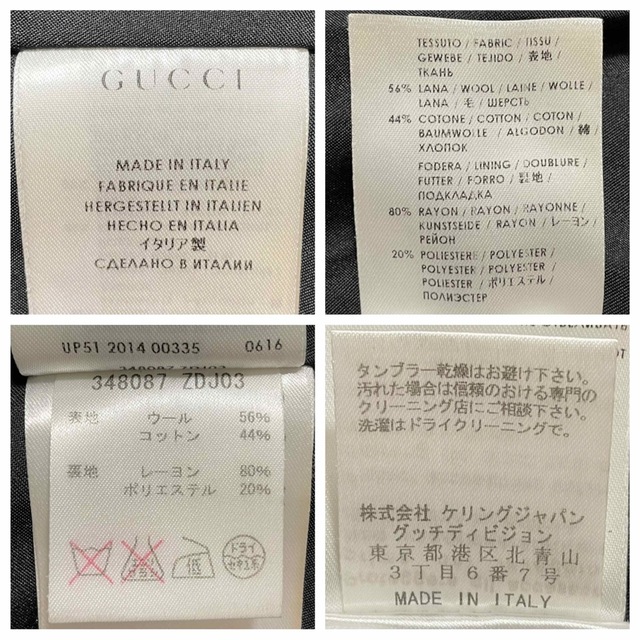 GUCCI
MADE IN ITALY
FABRIQUE EN ITALIE
HERGESTELLT IN ITALIEN
HECHO EN ITALIA
イタリア製
СДЕЛАНО В ИТАЛИИ
TESSUTO / FABRIC / TISSU /
GEWEBE / TEJIDO / 表地 /
ТКАНЬ
56% LANA / WOOL / LAINE / WOLLE /
LANA / 毛 / ШЕРСТЬ
44% COTONE / COTTON / COTON /
BAUMWOLLE / ALGODON / 綿 /
ХЛОПОК
FODERA / LINING / DOUBLURE /
FUTTER / FORRO / 裏地 /
ПОДКЛАДКА
80% RAYON / RAYON / RAYONNE /
KUNSTSEIDE / RAYON / レーヨン /
РЕЙОН
20% POLIESTERE / POLYESTER /
POLYESTER / POLYESTER /
POLIESTER / ポリエステル /
ПОЛИЭСТЕР
UP51 2014 00335 0616
348087 ZDJ03
表地 ウール 56%
コットン 44%
裏地 レーヨン 80%
ポリエステル 20%
低
ドライ
セキユ系
タンブラー乾燥はお避け下さい。
汚れた場合は信頼のおける専門の
クリーニング店にご相談下さい。
洗濯はドライクリーニングで。
株式会社 ケリングジャパン
グッチディビジョン
東京都港区北青山
3丁目6番7号
MADE IN ITALY